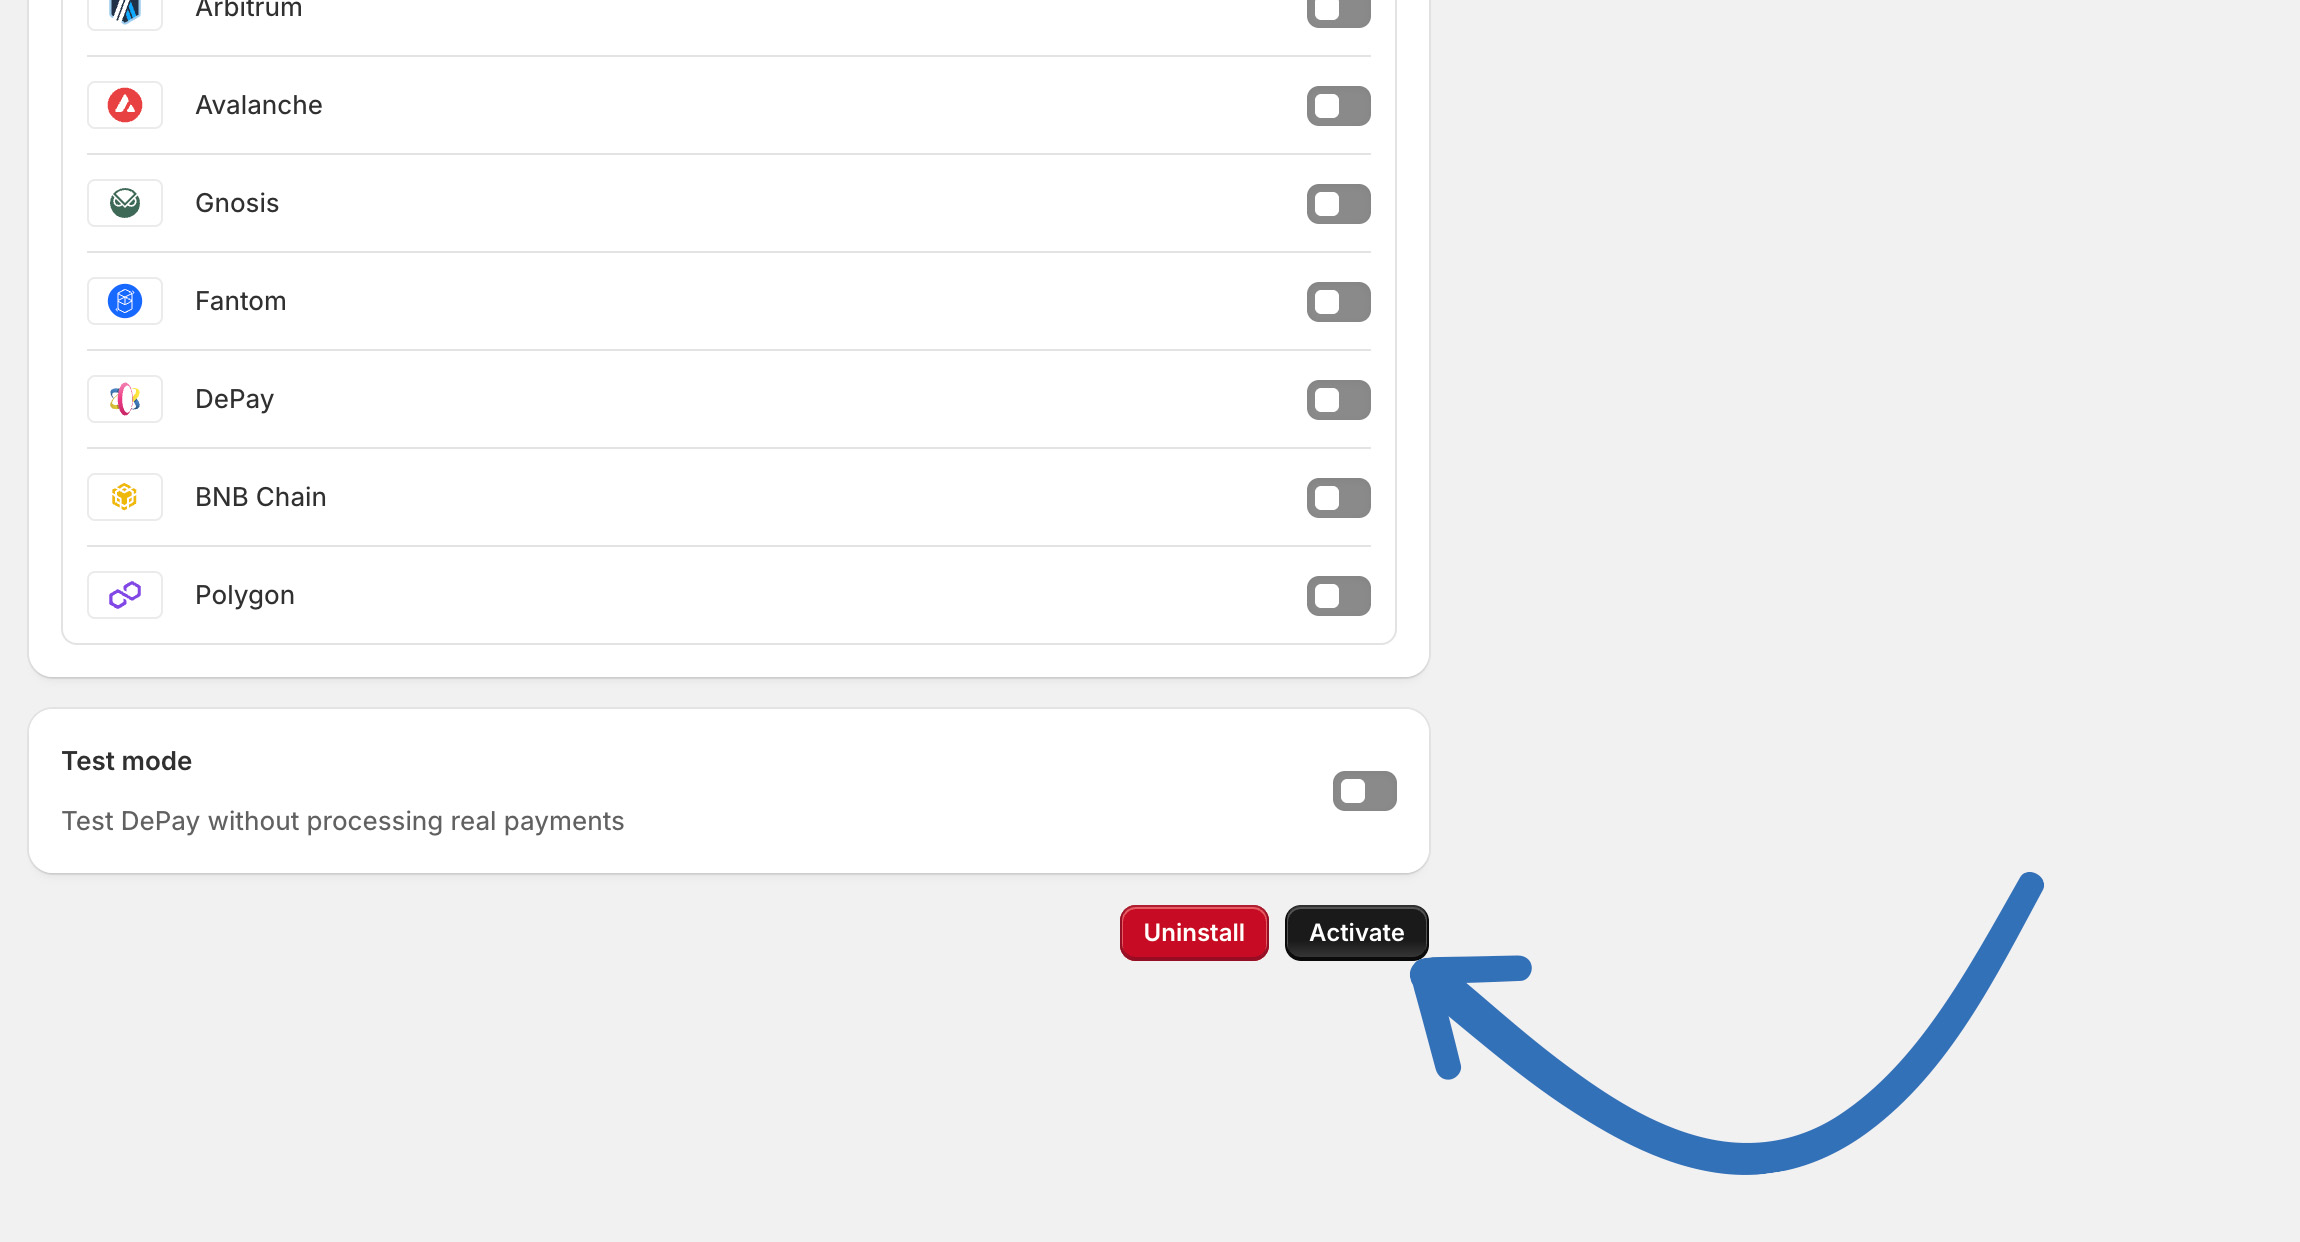 Arbitrum
Avalanche
Gnosis
Fantom
DePay
BNB Chain
Polygon
Test mode
Test DePay without processing real payments
Uninstall Activate